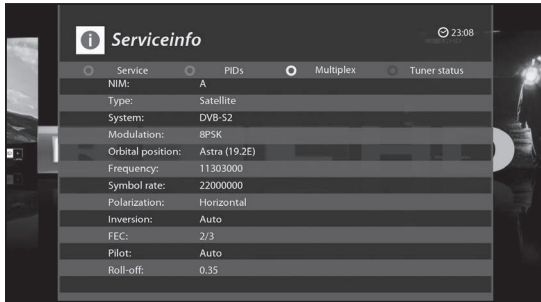 Serviceinfo
23:08
Service PIDs Multiplex Tuner status
NIM: A
Type: Satellite
System: DVB-S2
Modulation: 8PSK
Orbital position: Astra (19.2E)
Frequency: 11303000
Symbol rate: 22000000
Polarization: Horizontal
Inversion: Auto
FEC: 2/3
Pilot: Auto
Roll-off: 0.35